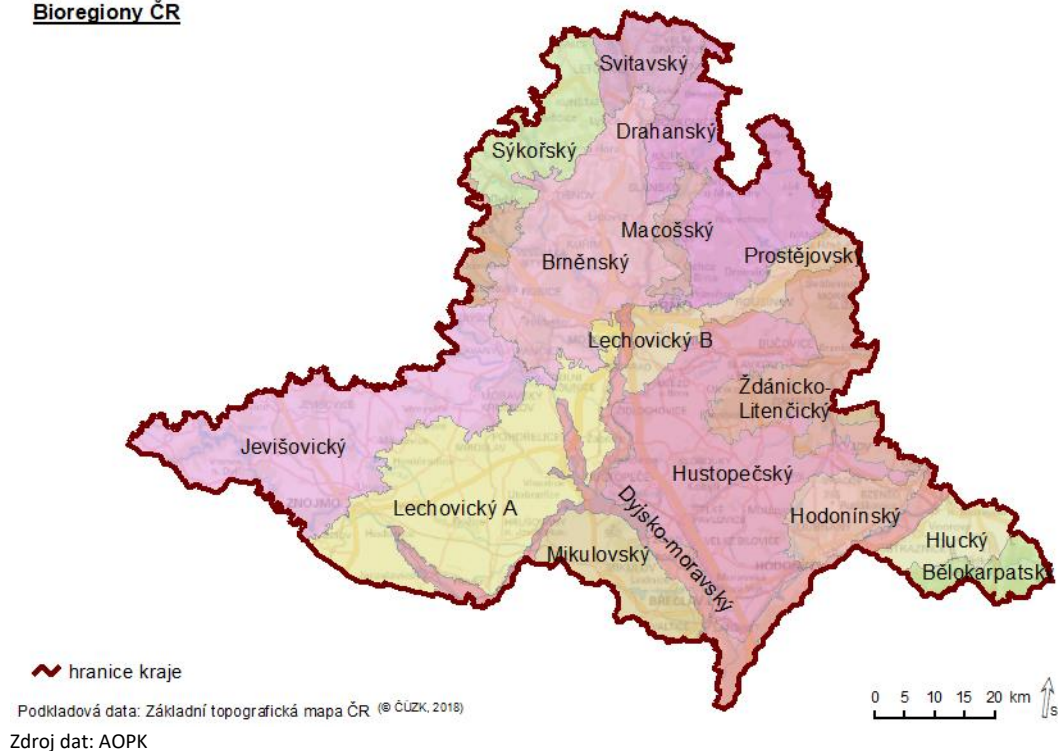 Bioregiony ČR
Svitavský
Drahanský
Sýkořský
Macošský
Prostějovský
Brněnský
Lechovický B
Ždánicko-
Litenčický
Jevišovický
Hustopečský
Lechovický A
Dyjsko-moravský
Hodonínský
Hlucký
Mikulovský
Bělokarpatsk
ZNOJMO
hranice kraje
0 5 10 15 20 km
S
Podkladová data: Základní topografická mapa ČR (© ČÚZK, 2018)
Zdroj dat: AOPK